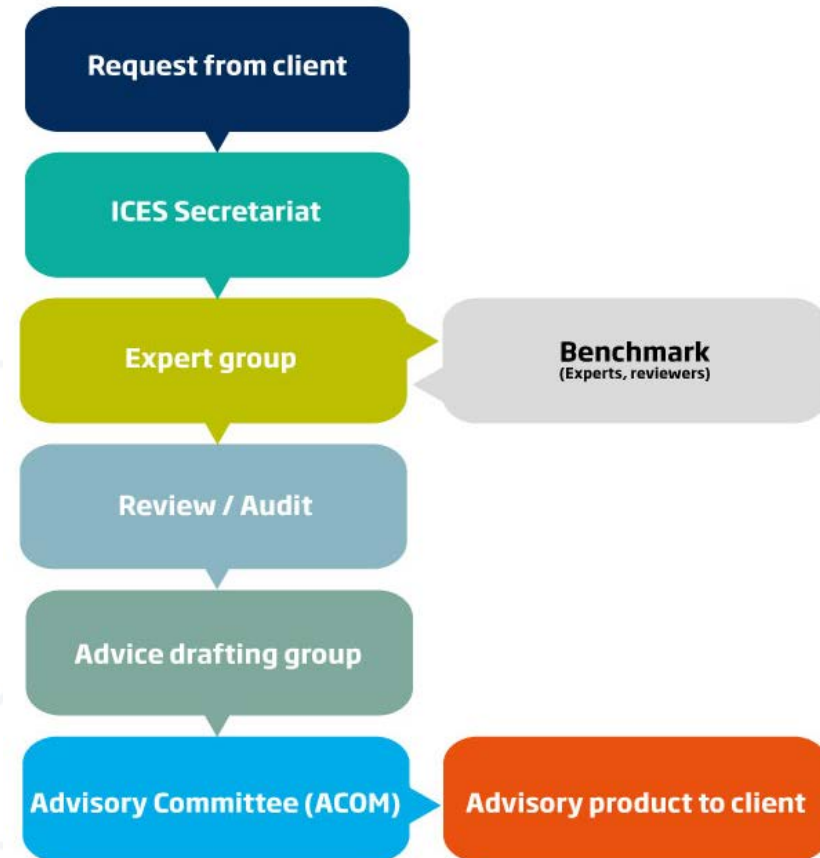 Request from client
ICES Secretariat
Expert group
Benchmark
(Experts, reviewers)
Review / Audit
Advice drafting group
Advisory Committee (ACOM)
Advisory product to client